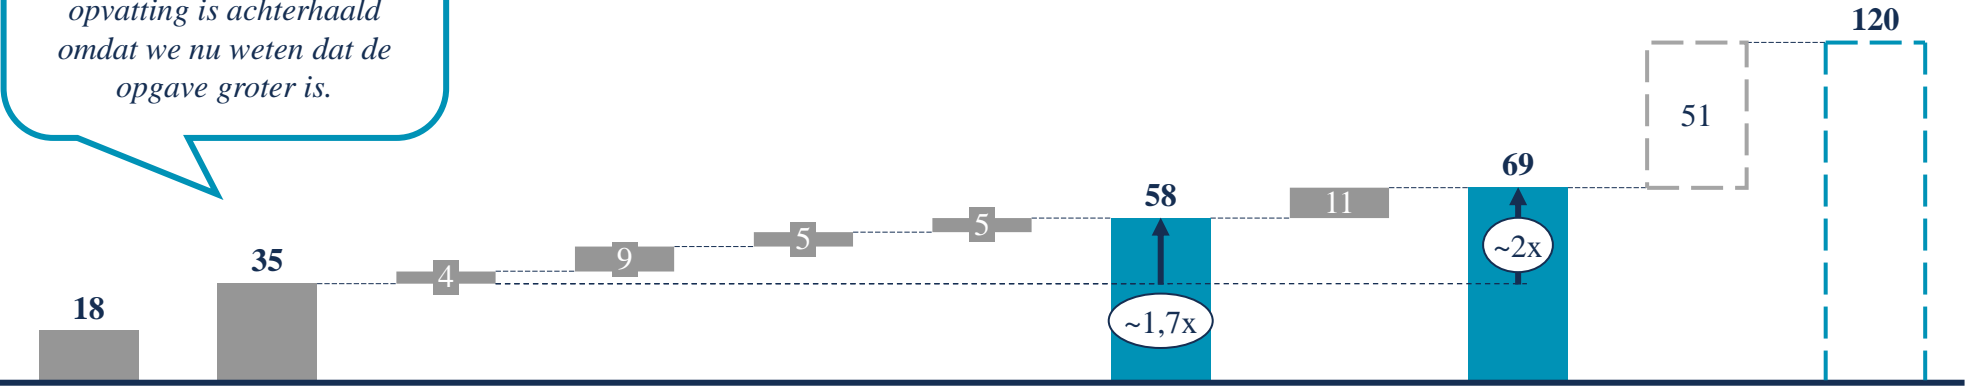 opvatting is achterhaald
omdat we nu weten dat de
opgave groter is.
120
51
69
58
11
~2x
5
5
9
35
4
~1,7x
18